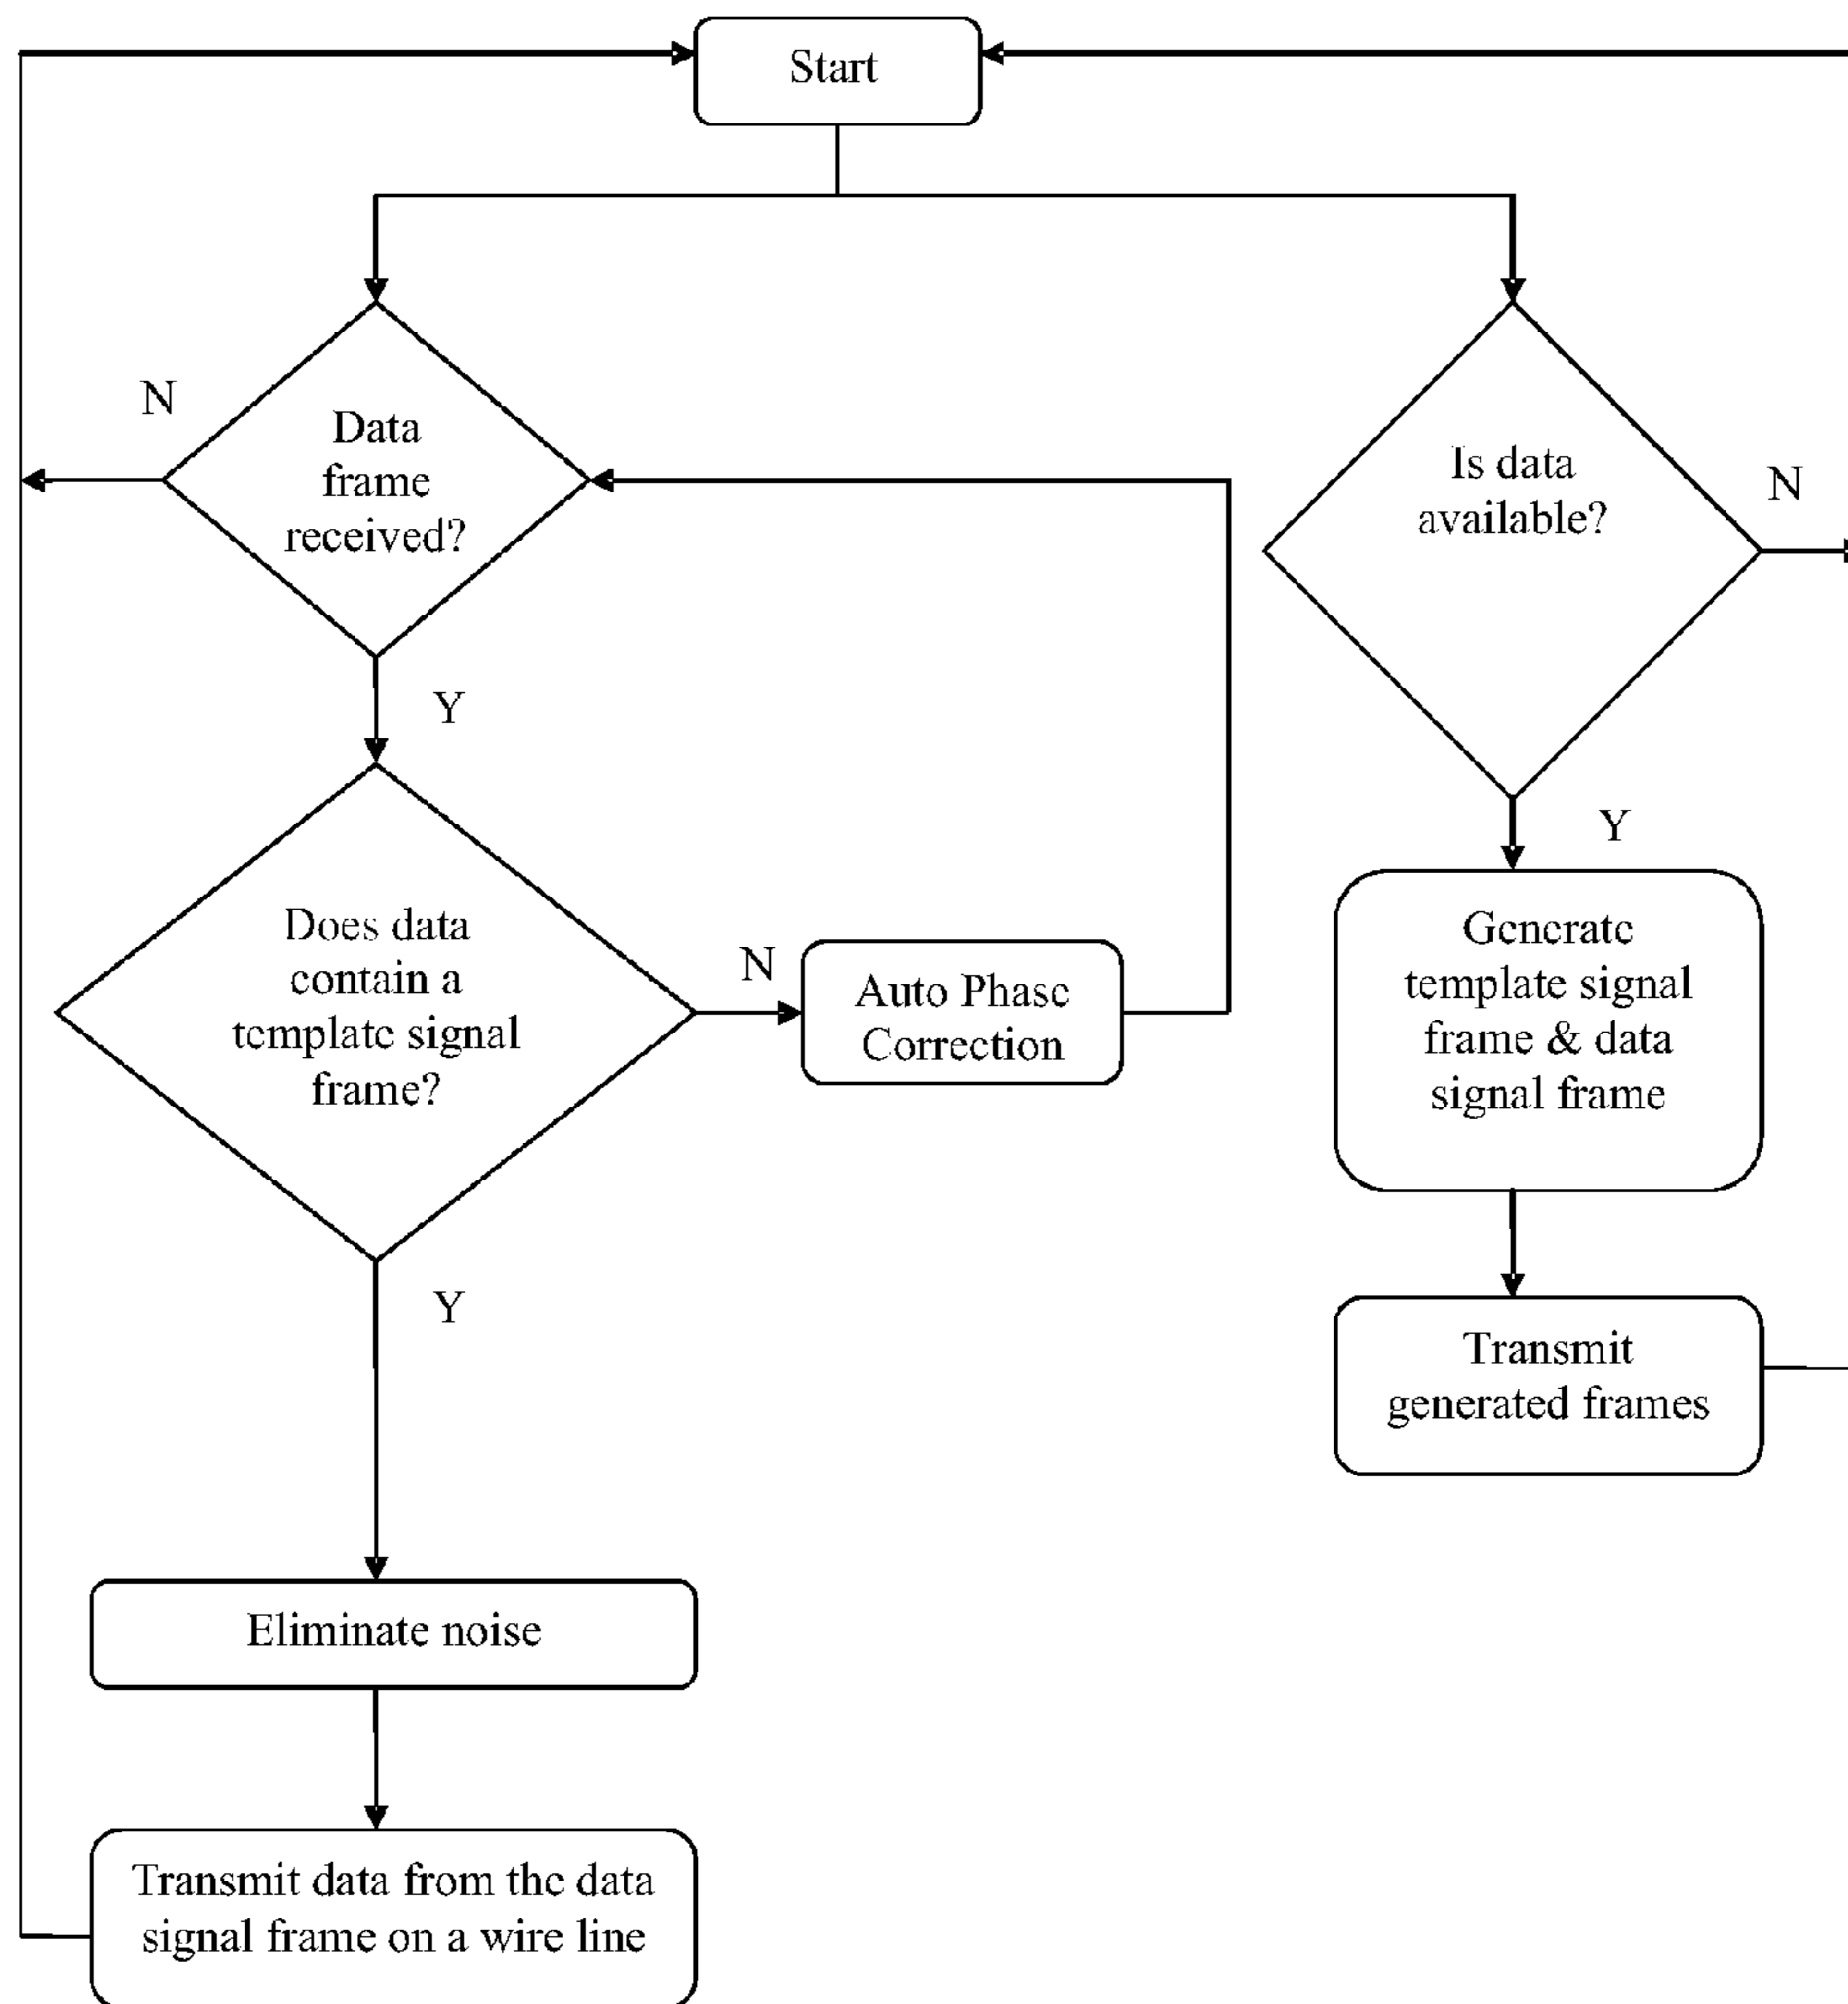 Start
N
Data
frame
received?
Is data
available?
N
Y
Y
Does data
contain a
template signal
frame?
N
Auto Phase
Correction
Generate
template signal
frame & data
signal frame
Y
Transmit
generated frames
Eliminate noise
Transmit data from the data
signal frame on a wire line